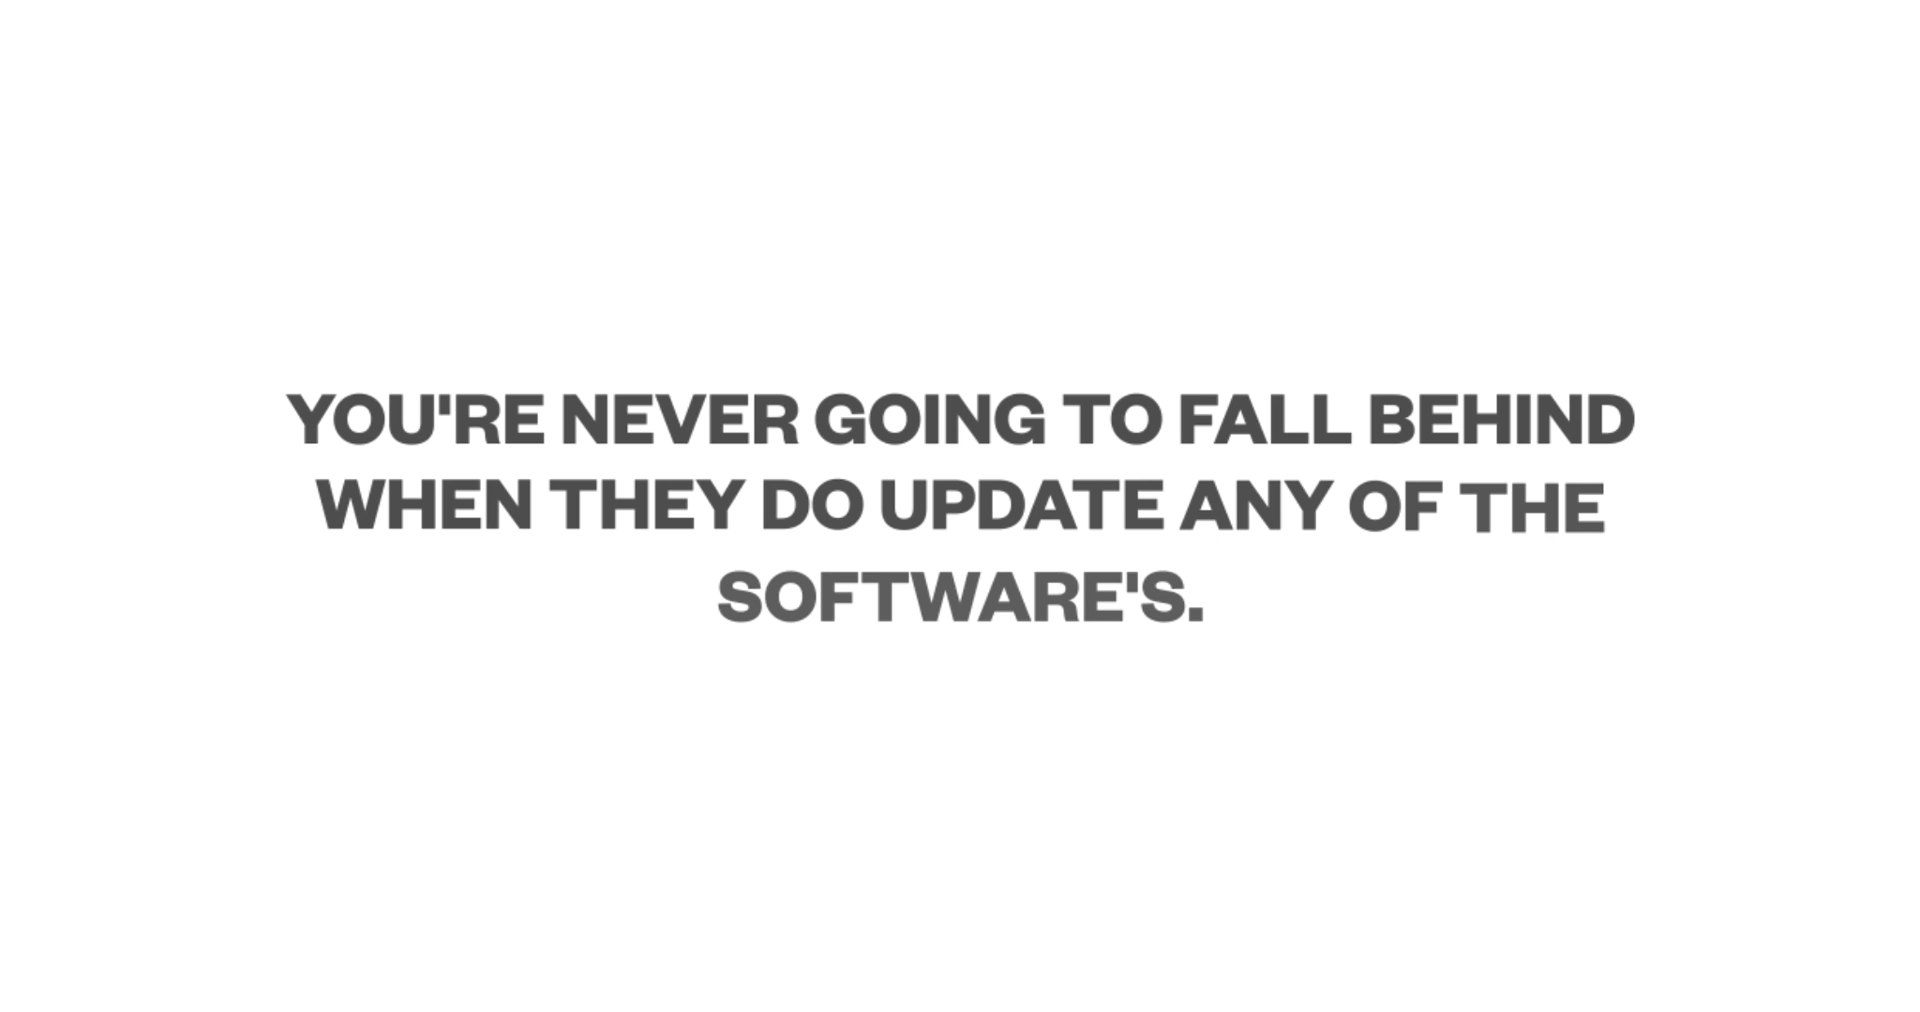 YOU'RE NEVER GOING TO FALL BEHIND
WHEN THEY DO UPDATE ANY OF THE
SOFTWARE'S.